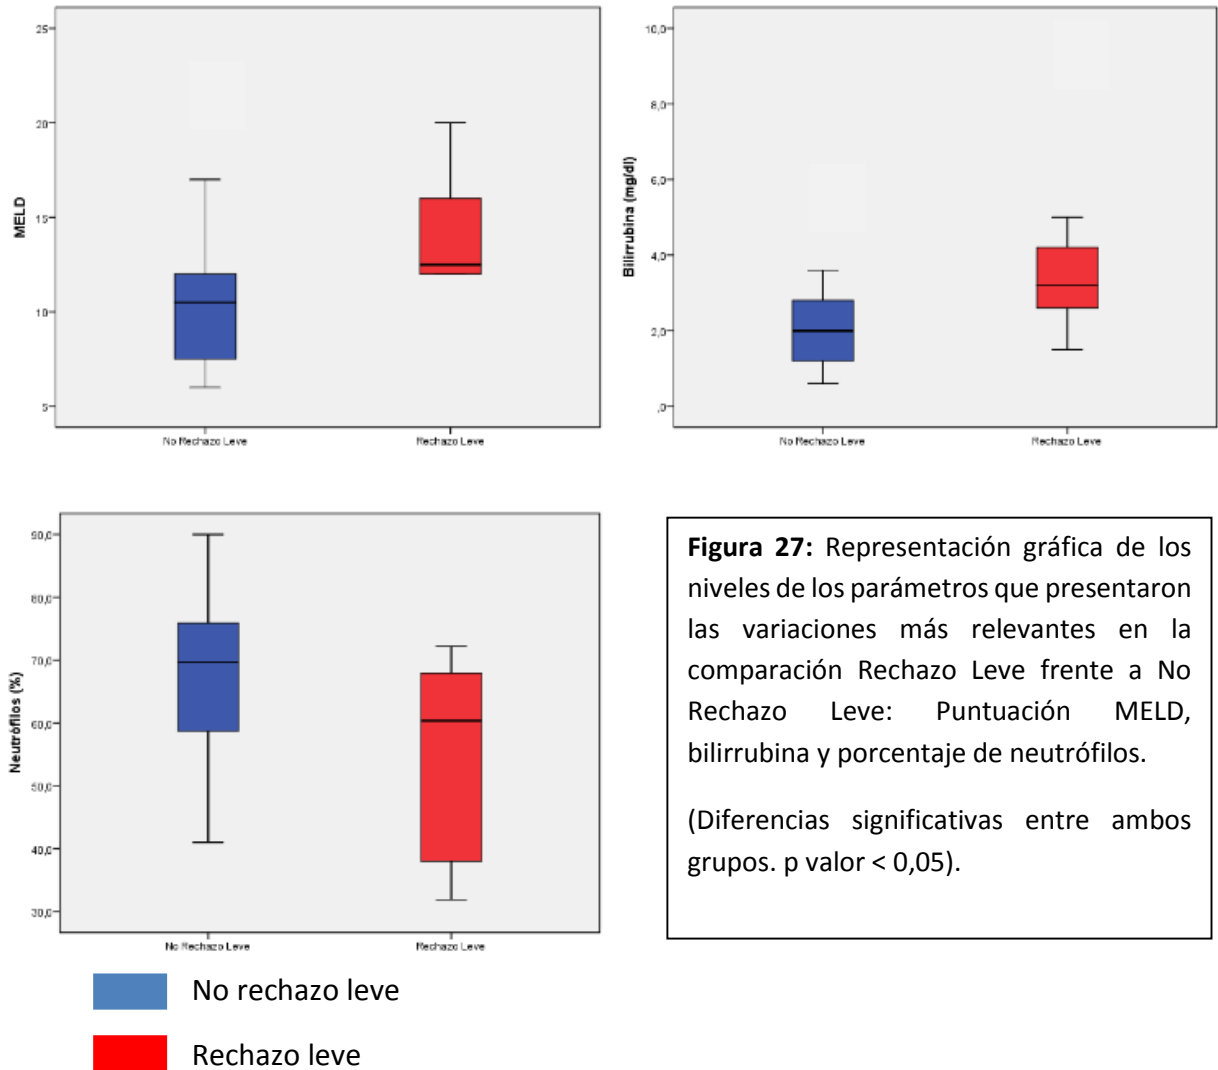 25
20
15
10
5
MELD
No Rechazo Leve
Rechazo Leve
10,0
8,0
6,0
4,0
2,0
,0
Bilirrubina (mg/dl)
No Rechazo Leve
Rechazo Leve
90,0
80,0
70,0
60,0
50,0
40,0
30,0
Neutrófilos (%)
No Rechazo Leve
Rechazo Leve
Figura 27: Representación gráfica de los
niveles de los parámetros que presentaron
las variaciones más relevantes en la
comparación Rechazo Leve frente a No
Rechazo Leve: Puntuación MELD,
bilirrubina y porcentaje de neutrófilos.
(Diferencias significativas entre ambos
grupos. p valor < 0,05).
No rechazo leve
Rechazo leve